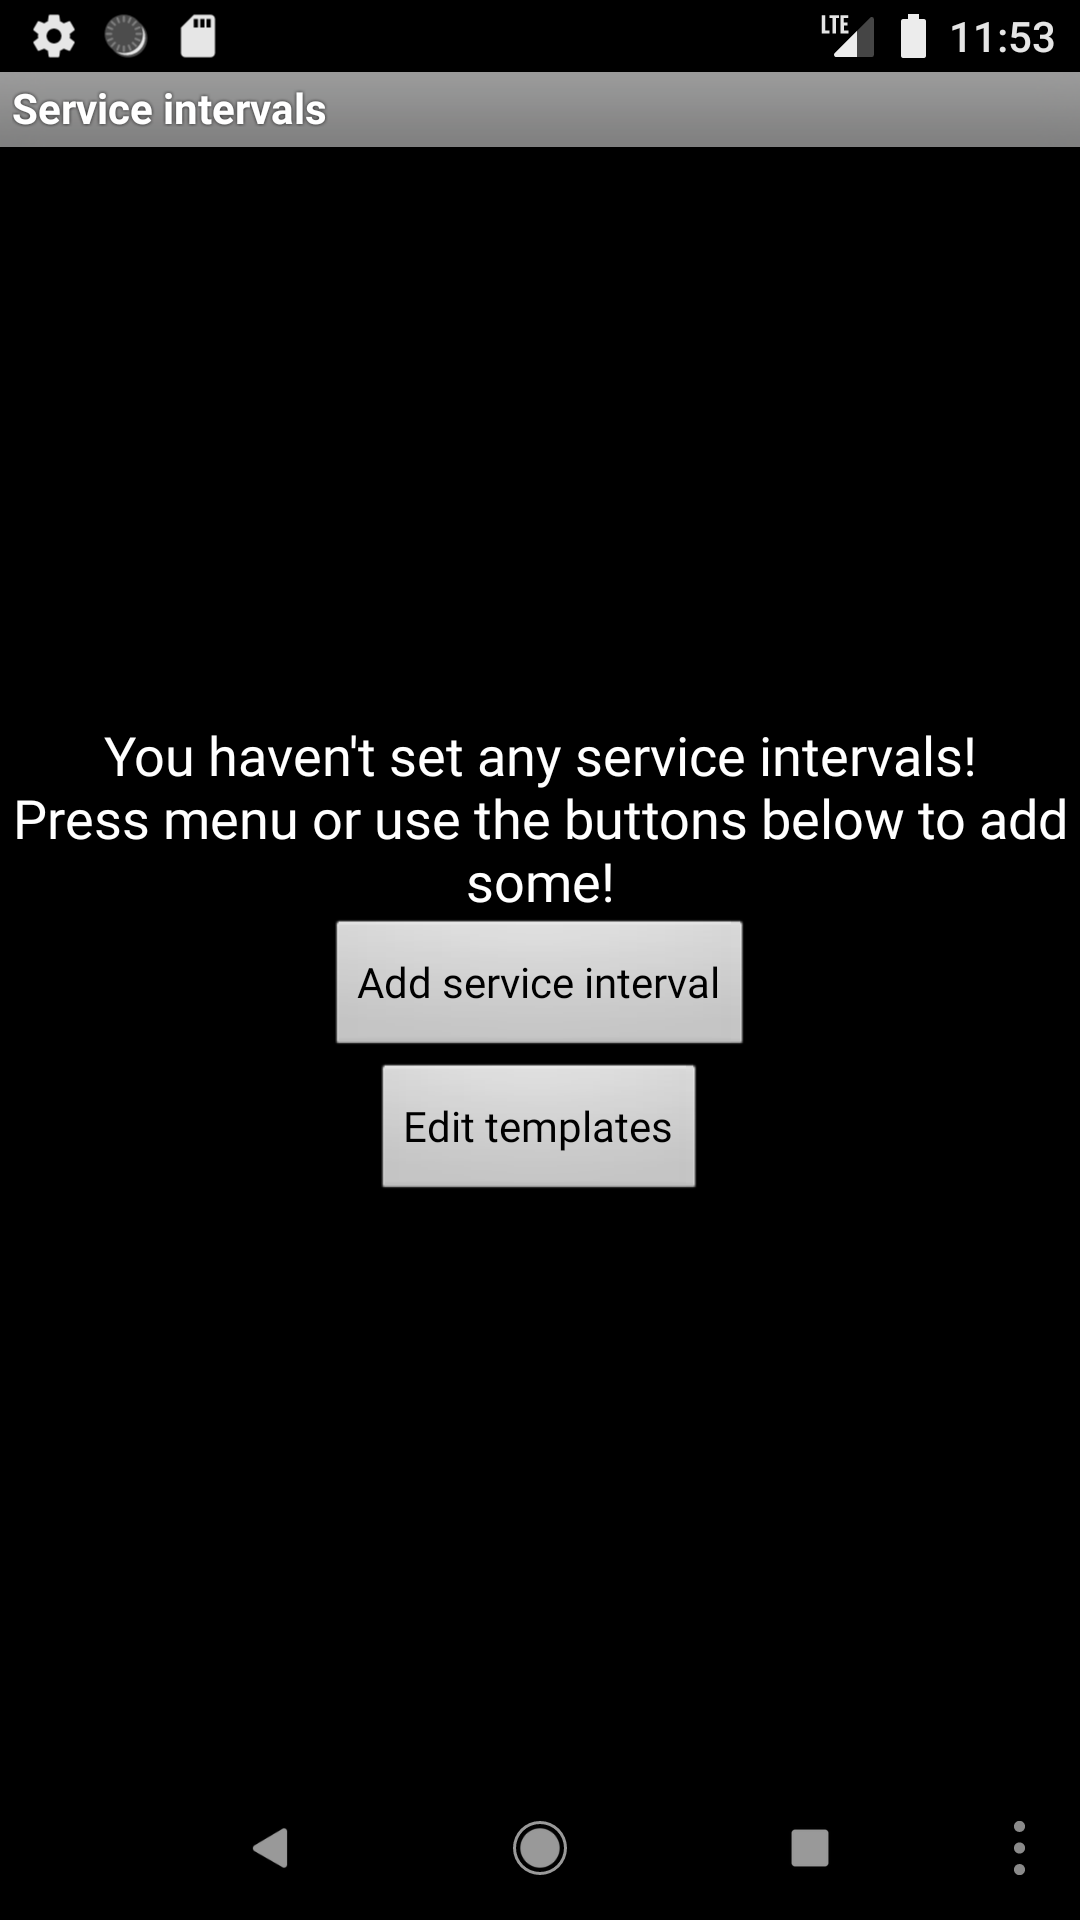 LTE 11:53
Service intervals
You haven't set any service intervals!
Press menu or use the buttons below to add
some!
Add service interval
Edit templates